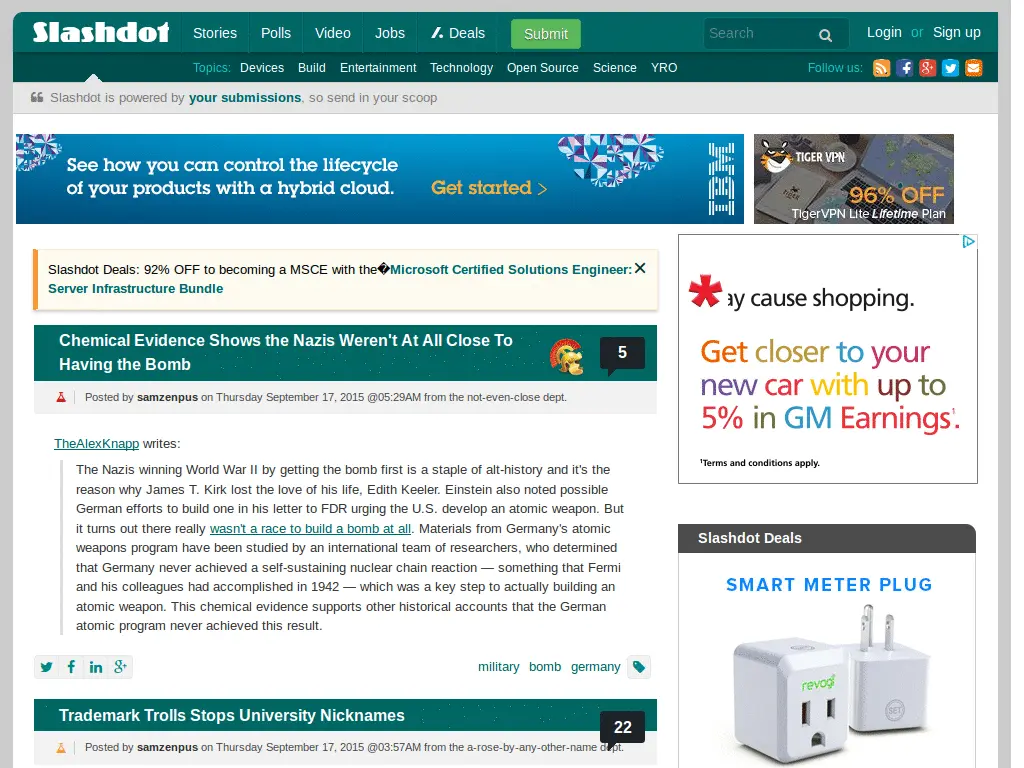 Slashdot Stories Polls Video Jobs Deals Submit Search Login or Sign up
Topics: Devices Build Entertainment Technology Open Source Science YRO Follow us:
Slashdot is powered by your submissions, so send in your scoop
See how you can control the lifecycle
of your products with a hybrid cloud. Get started >
IBM
TIGER VPN
TIGER
96% OFF
TigerVPN Lite Lifetime Plan
Slashdot Deals: 92% OFF to becoming a MSCE with the�Microsoft Certified Solutions Engineer:
Server Infrastructure Bundle
*ay cause shopping.
Get closer to your
new car with up to
5% in GM Earnings¹.
¹Terms and conditions apply.
Chemical Evidence Shows the Nazis Weren't At All Close To
Having the Bomb
5
Posted by samzenpus on Thursday September 17, 2015 @05:29AM from the not-even-close dept.
TheAlexKnapp writes:
The Nazis winning World War II by getting the bomb first is a staple of alt-history and it's the
reason why James T. Kirk lost the love of his life, Edith Keeler. Einstein also noted possible
German efforts to build one in his letter to FDR urging the U.S. develop an atomic weapon. But
it turns out there really wasn't a race to build a bomb at all. Materials from Germany's atomic
weapons program have been studied by an international team of researchers, who determined
that Germany never achieved a self-sustaining nuclear chain reaction — something that Fermi
and his colleagues had accomplished in 1942 — which was a key step to actually building an
atomic weapon. This chemical evidence supports other historical accounts that the German
atomic program never achieved this result.
military bomb germany
Slashdot Deals
SMART METER PLUG
revogi
SET
Trademark Trolls Stops University Nicknames
22
Posted by samzenpus on Thursday September 17, 2015 @03:57AM from the a-rose-by-any-other-name dept.